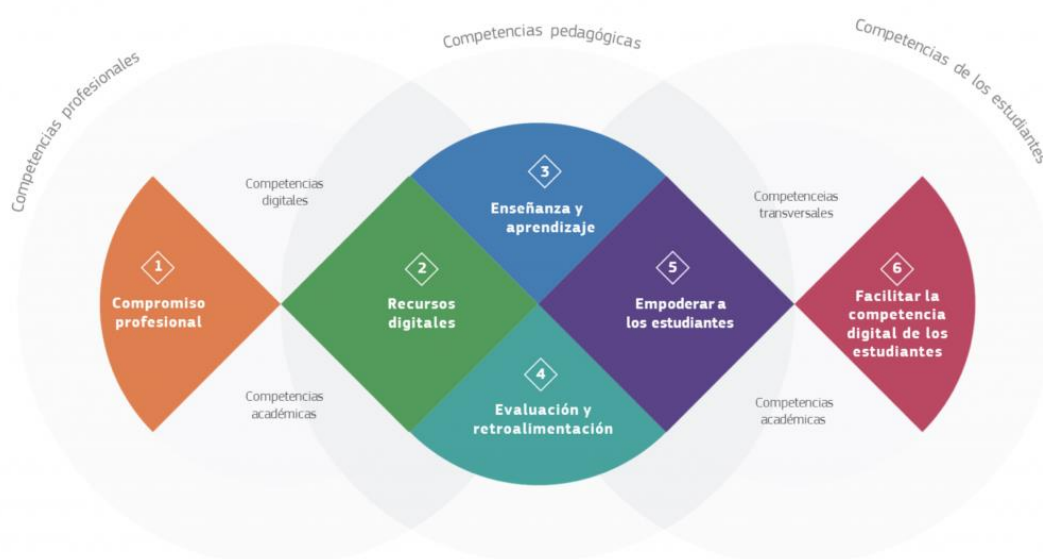 Competencias profesionales
Competencias pedagógicas
Competencias de los estudiantes
Competencias
digitales
Competencias
académicas
1
Compromiso
profesional
2
Recursos
digitales
3
Enseñanza y
aprendizaje
4
Evaluación y
retroalimentación
5
Empoderar a
los estudiantes
Competenceias
transversales
Competencias
académicas
6
Facilitar la
competencia
digital de los
estudiantes